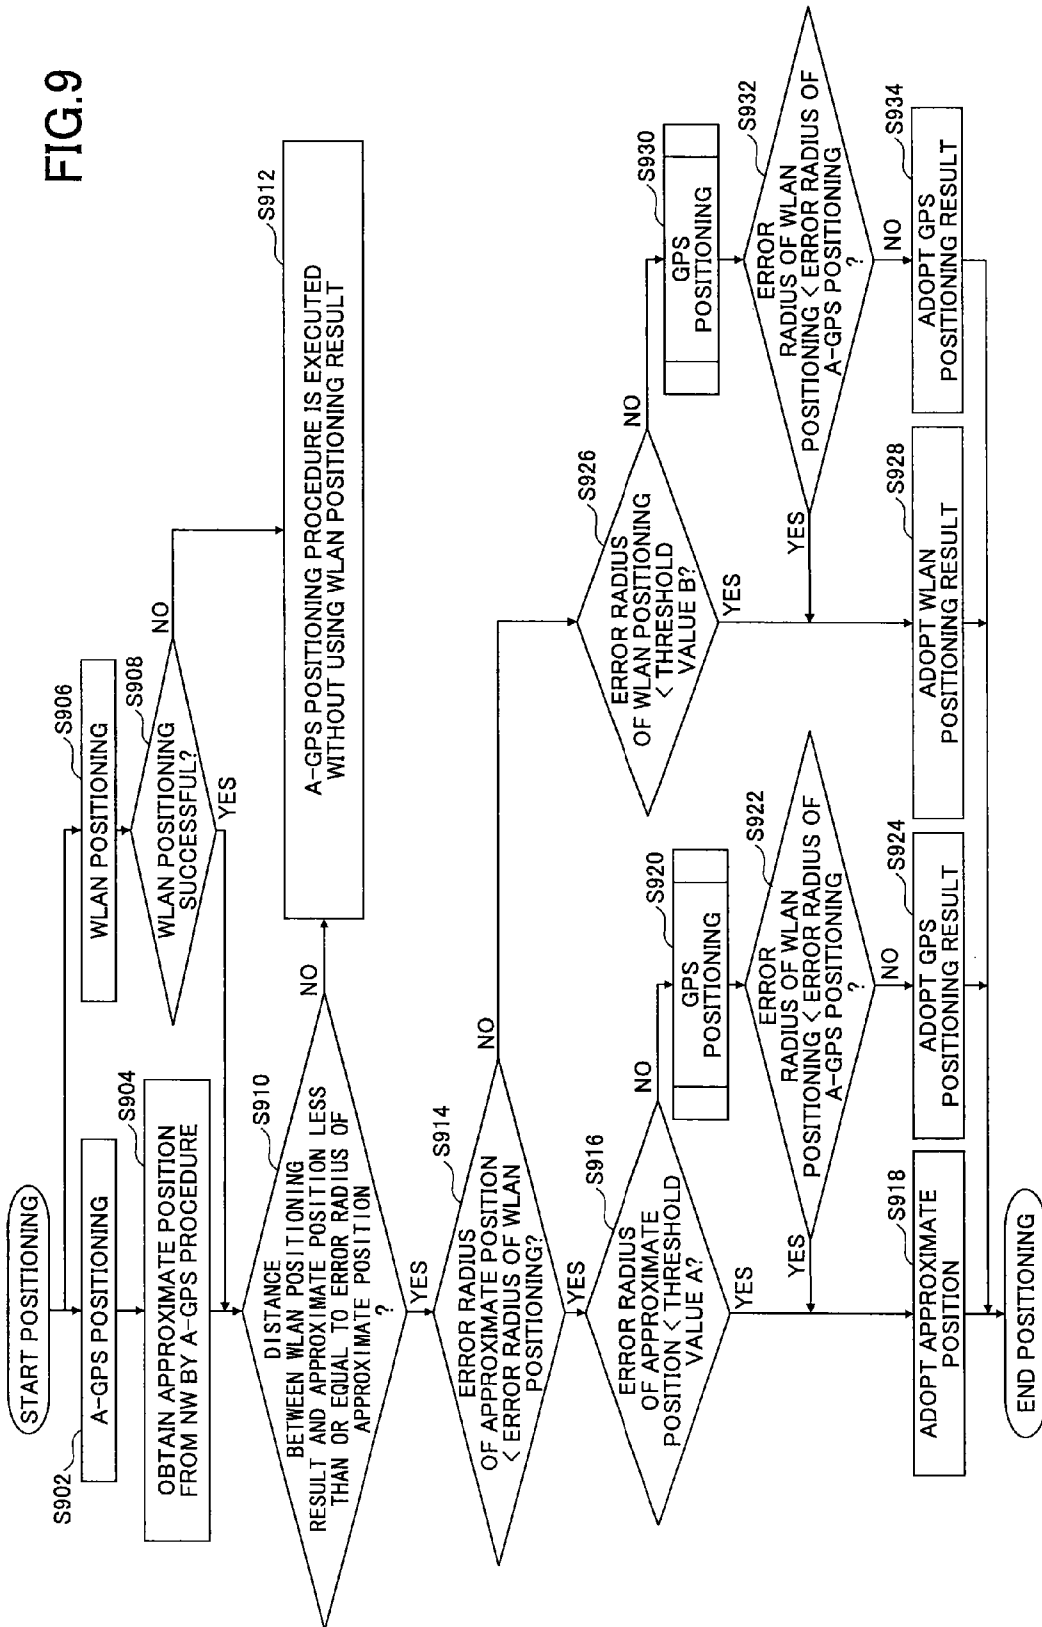 FIG.9
START POSITIONING
S902
A-GPS POSITIONING
S904
OBTAIN APPROXIMATE POSITION
FROM NW BY A-GPS PROCEDURE
S906
WLAN POSITIONING
S908
WLAN POSITIONING
SUCCESSFUL?
NO
YES
S910
DISTANCE
BETWEEN WLAN POSITIONING
RESULT AND APPROXIMATE POSITION LESS
THAN OR EQUAL TO ERROR RADIUS OF
APPROXIMATE POSITION
?
NO
YES
S912
A-GPS POSITIONING PROCEDURE IS EXECUTED
WITHOUT USING WLAN POSITIONING RESULT
S914
ERROR RADIUS
OF APPROXIMATE POSITION
< ERROR RADIUS OF WLAN
POSITIONING?
NO
YES
S916
ERROR RADIUS
OF APPROXIMATE
POSITION < THRESHOLD
VALUE A?
NO
YES
S920
GPS
POSITIONING
S922
ERROR
RADIUS OF WLAN
POSITIONING < ERROR RADIUS OF
A-GPS POSITIONING
?
YES
NO
S926
ERROR RADIUS
OF WLAN POSITIONING
< THRESHOLD
VALUE B?
NO
YES
S930
GPS
POSITIONING
S932
ERROR
RADIUS OF WLAN
POSITIONING < ERROR RADIUS OF
A-GPS POSITIONING
?
YES
NO
S918
ADOPT APPROXIMATE
POSITION
S924
ADOPT GPS
POSITIONING RESULT
S928
ADOPT WLAN
POSITIONING RESULT
S934
ADOPT GPS
POSITIONING RESULT
END POSITIONING